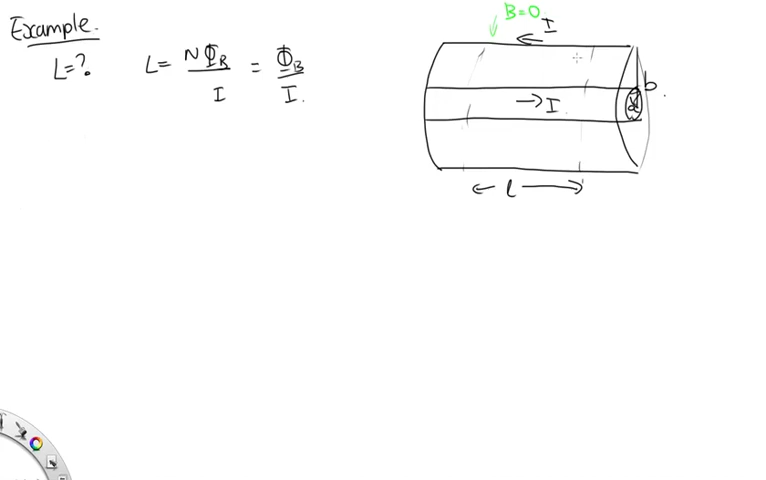 Example.
L=? L= NΦB/I = ΦB/I.
B=0
← I
→ I
a
b.
← l →